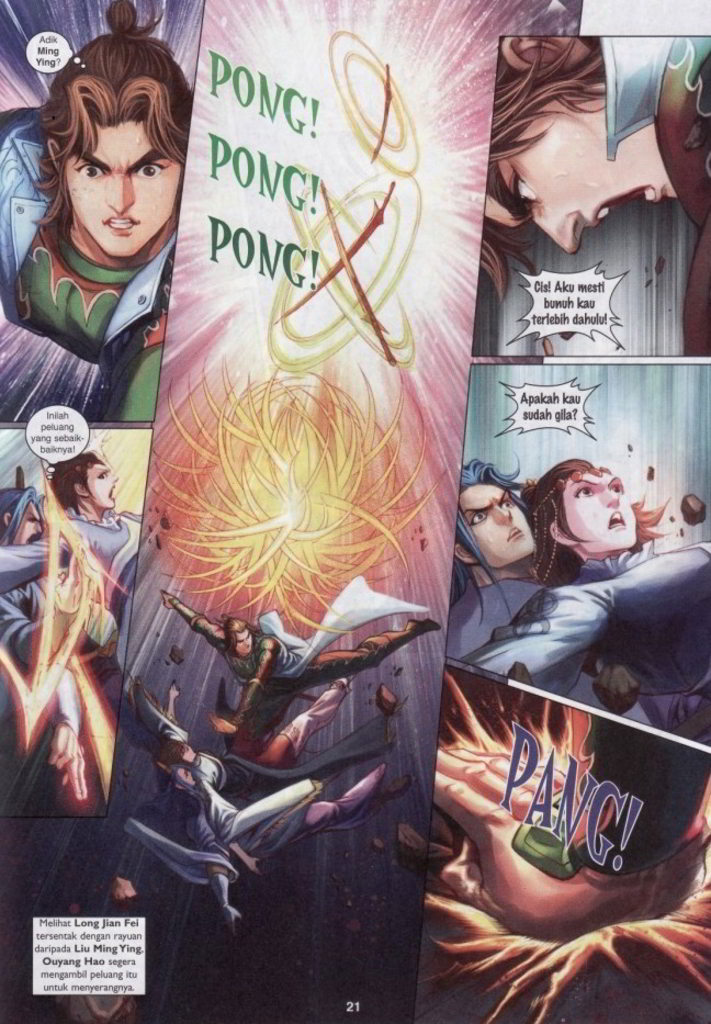 Adik
Ming
Ying?
PONG!
PONG!
PONG!
Cis! Aku mesti
bunuh kau
terlebih dahulu!
Inilah
peluang
yang sebaik-
baiknya!
Apakah kau
sudah gila?
PANG!
Melihat Long Jian Fei
tersentak dengan rayuan
daripada Liu Ming Ying,
Ouyang Hao segera
mengambil peluang itu
untuk menyerangnya.
21